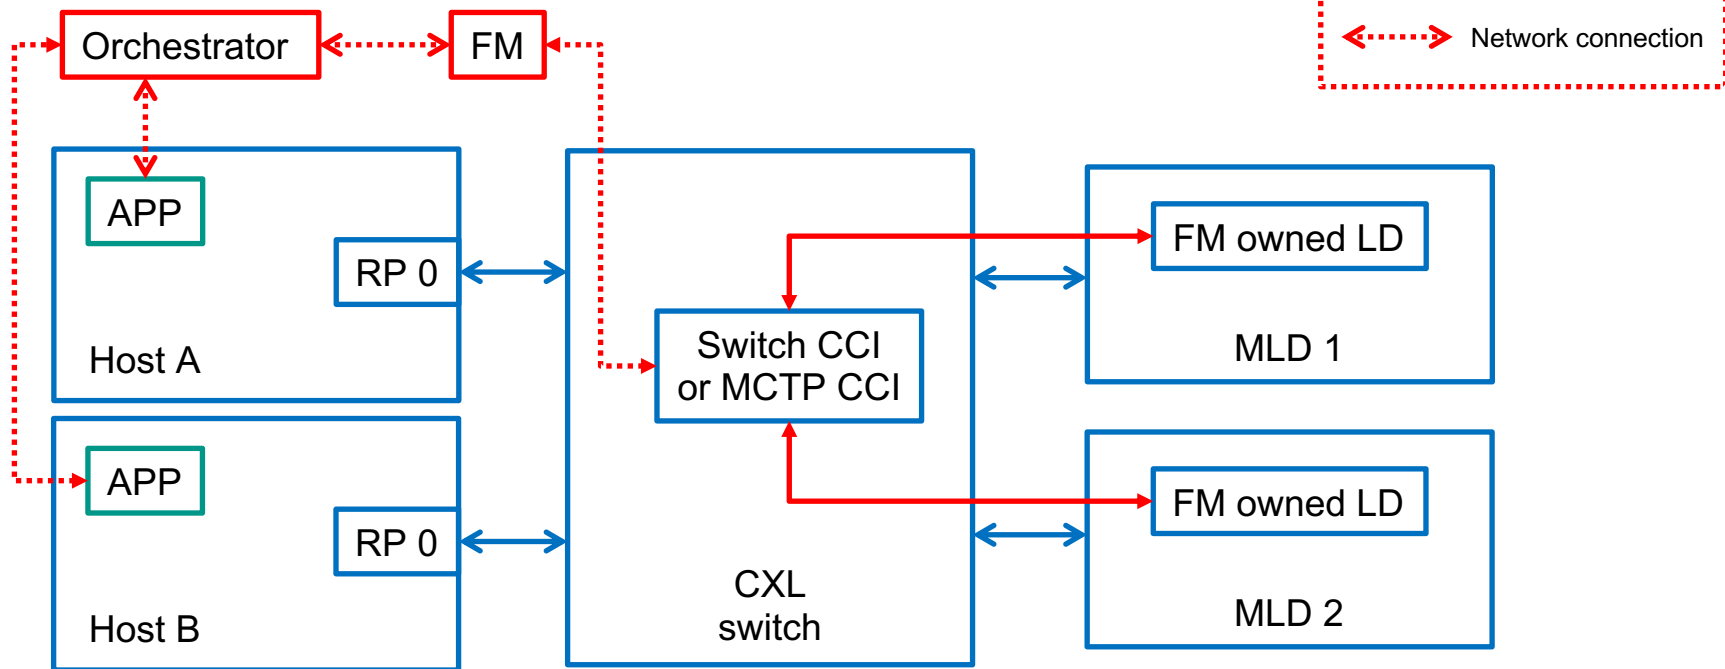 Orchestrator
FM
Network connection
APP
RP 0
Host A
Switch CCI
or MCTP CCI
FM owned LD
MLD 1
APP
RP 0
Host B
CXL
switch
FM owned LD
MLD 2